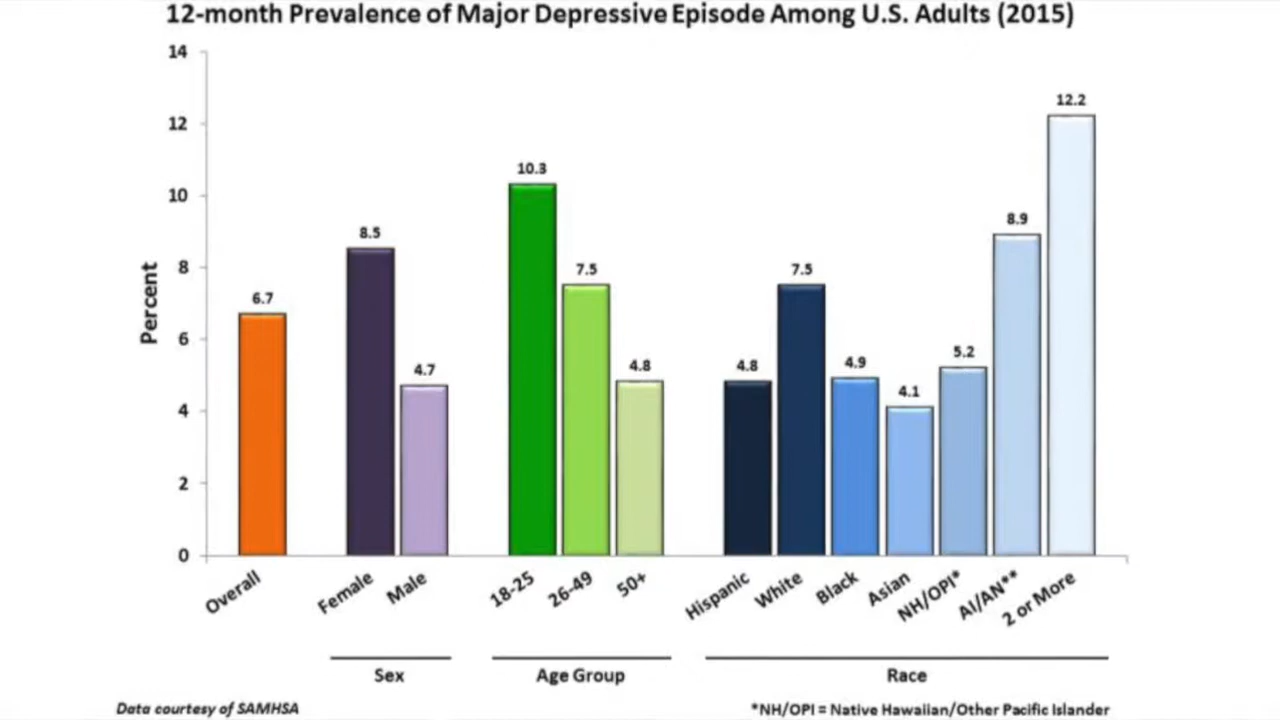 12-month Prevalence of Major Depressive Episode Among U.S. Adults (2015)
Percent
14
12
10
8
6
4
2
0
6.7
8.5
4.7
10.3
7.5
4.8
4.8
7.5
4.9
4.1
5.2
8.9
12.2
Overall
Female
Male
18-25
26-49
50+
Hispanic
White
Black
Asian
NH/OPI*
AI/AN**
2 or More
Sex
Age Group
Race
Data courtesy of SAMHSA
*NH/OPI = Native Hawaiian/Other Pacific Islander